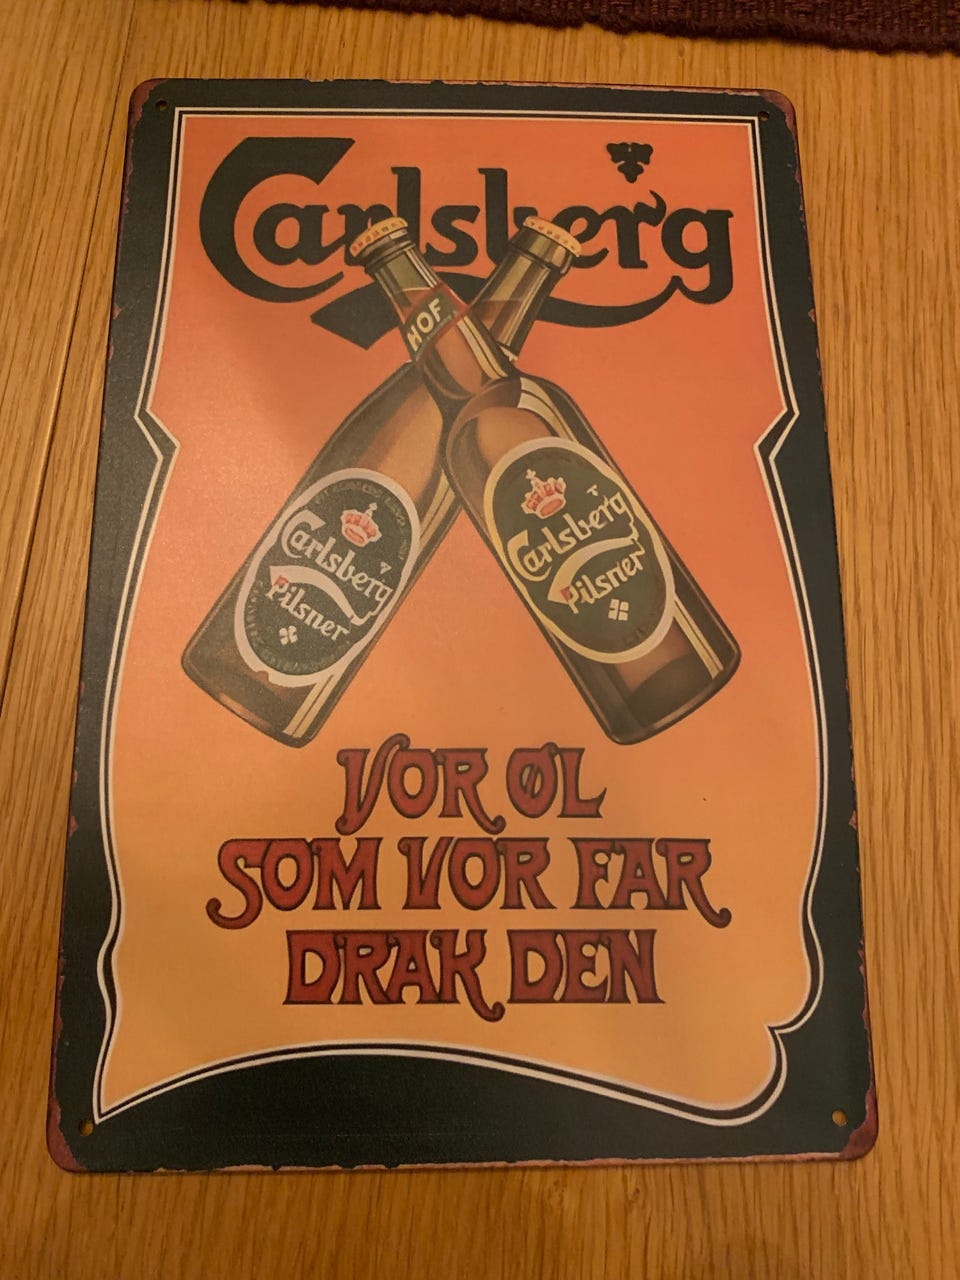 Carlsberg
HOF
Carlsberg
Pilsner
Carlsberg
Pilsner
VOR ØL
SOM VOR FAR
DRAK DEN